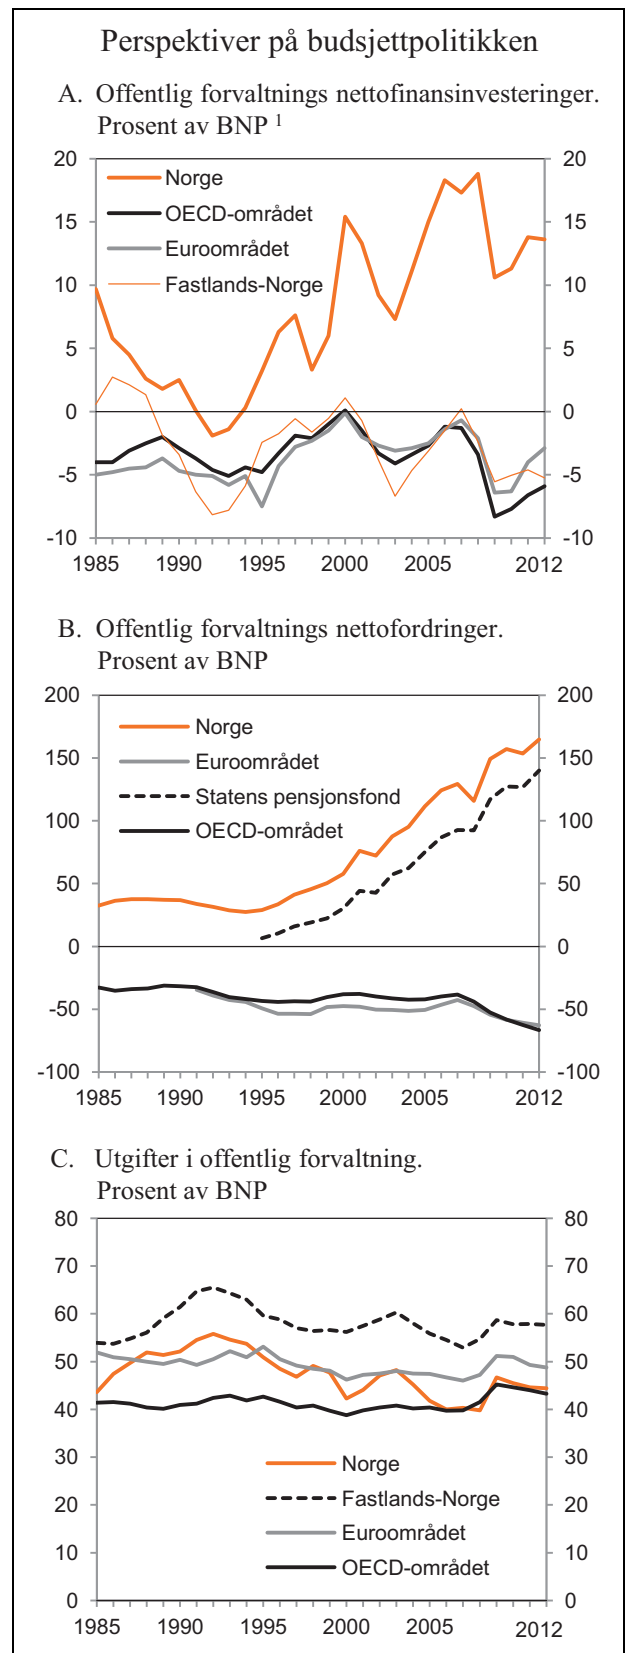 Perspektiver på budsjettpolitikken
A. Offentlig forvaltnings nettofinansinvesteringer.
Prosent av BNP 1
20 20
Norge
15 OECD-området 15
Euroområdet
10 Fastlands-Norge 10
5 5
0 0
-5 -5
-10 -10
1985 1990 1995 2000 2005 2012
B. Offentlig forvaltnings nettofordringer.
Prosent av BNP
200 200
Norge
150 Euroområdet 150
Statens pensjonsfond
100 OECD-området 100
50 50
0 0
-50 -50
-100 -100
1985 1990 1995 2000 2005 2012
C. Utgifter i offentlig forvaltning.
Prosent av BNP
80 80
70 70
60 60
50 50
40 40
30 30
Norge
20 Fastlands-Norge 20
Euroområdet
10 OECD-området 10
0 0
1985 1990 1995 2000 2005 2012